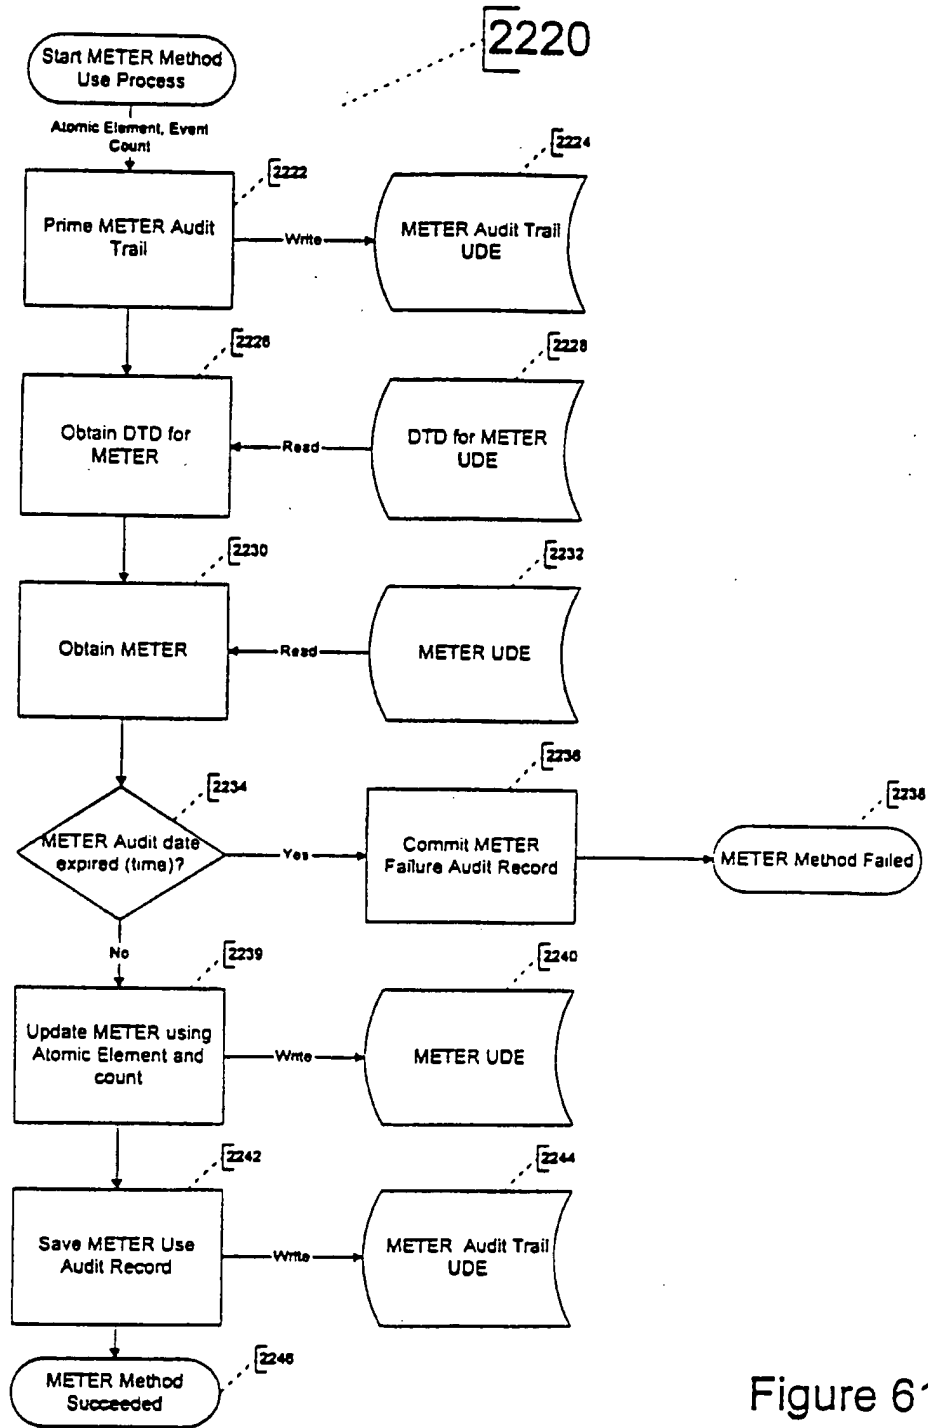 2220
Start METER Method
Use Process
Atomic Element, Event
Count
2222
2224
Prime METER Audit
Trail
Write
METER Audit Trail
UDE
2226
2228
Obtain DTD for
METER
Read
DTD for METER
UDE
2230
2232
Obtain METER
Read
METER UDE
2234
2236
2238
METER Audit date
expired (time)?
Yes
Commit METER
Failure Audit Record
METER Method Failed
No
2239
2240
Update METER using
Atomic Element and
count
Write
METER UDE
2242
2244
Save METER Use
Audit Record
Write
METER Audit Trail
UDE
2246
METER Method
Succeeded
Figure 61